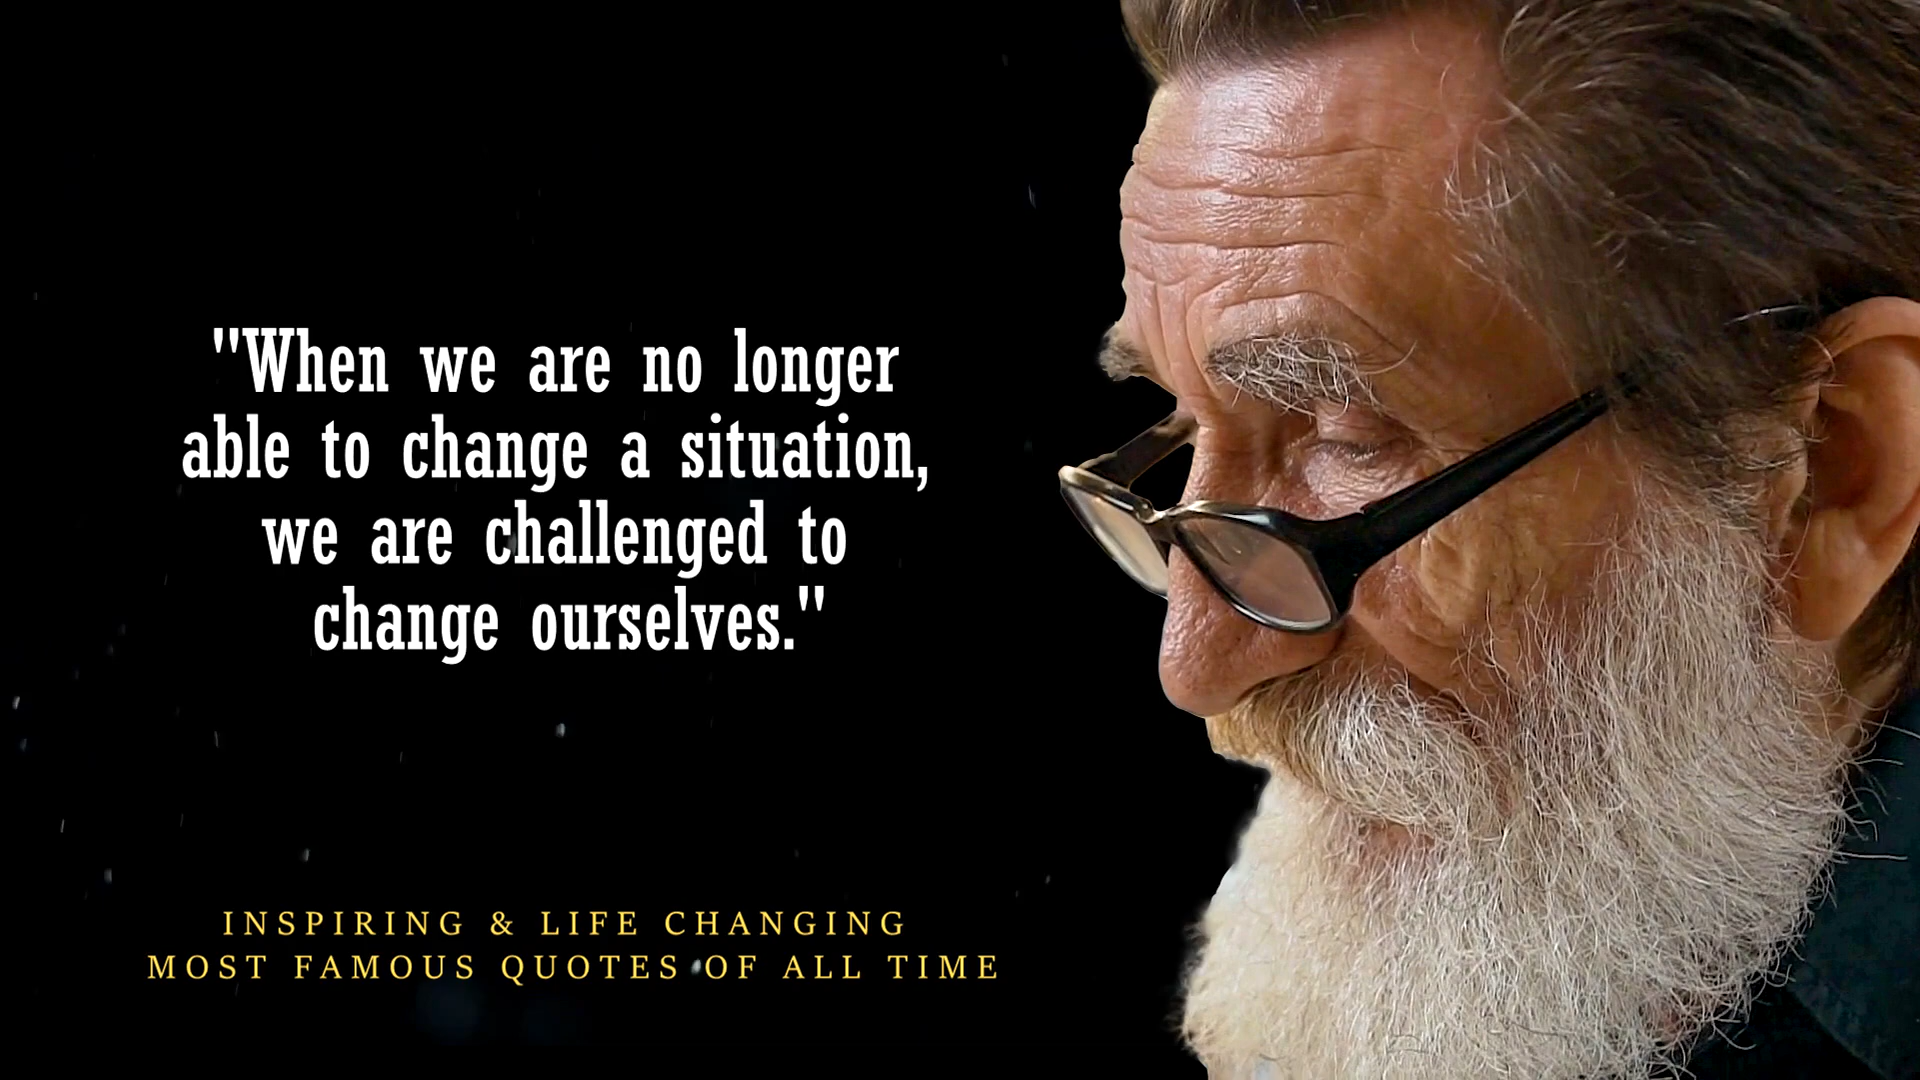 "When we are no longer
able to change a situation,
we are challenged to
change ourselves."
INSPIRING & LIFE CHANGING
MOST FAMOUS QUOTES OF ALL TIME